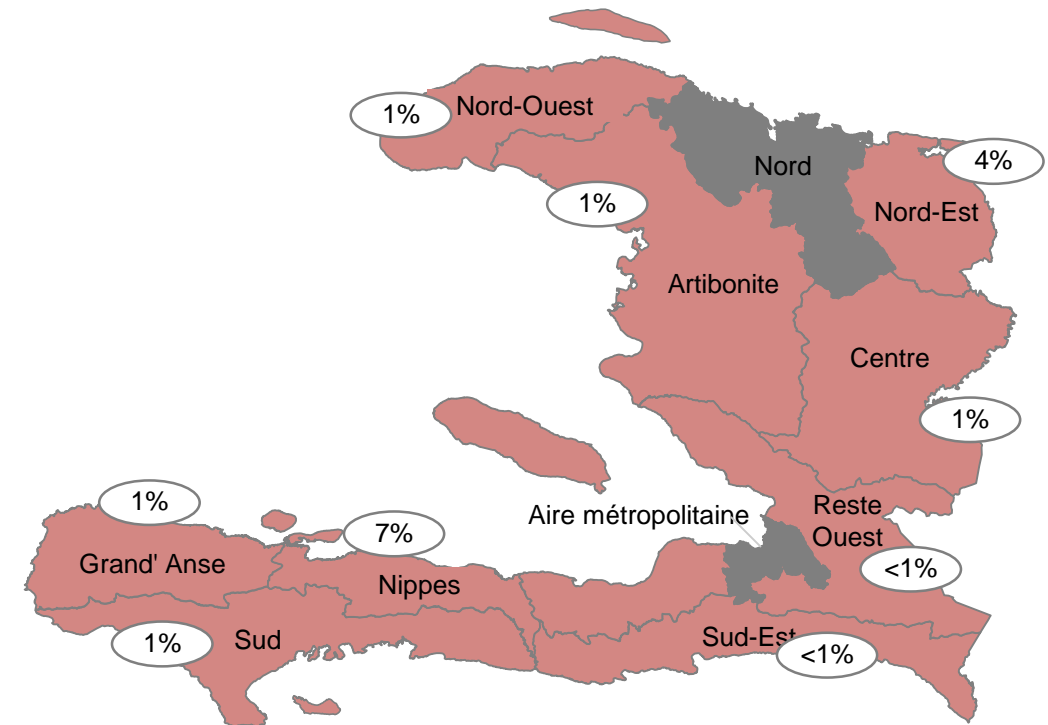 Nord-Ouest
1%
Nord
4%
1%
Nord-Est
Artibonite
Centre
1%
1%
Reste
Ouest
Aire métropolitaine
7%
Grand' Anse
<1%
Nippes
1%
Sud
Sud-Est
<1%